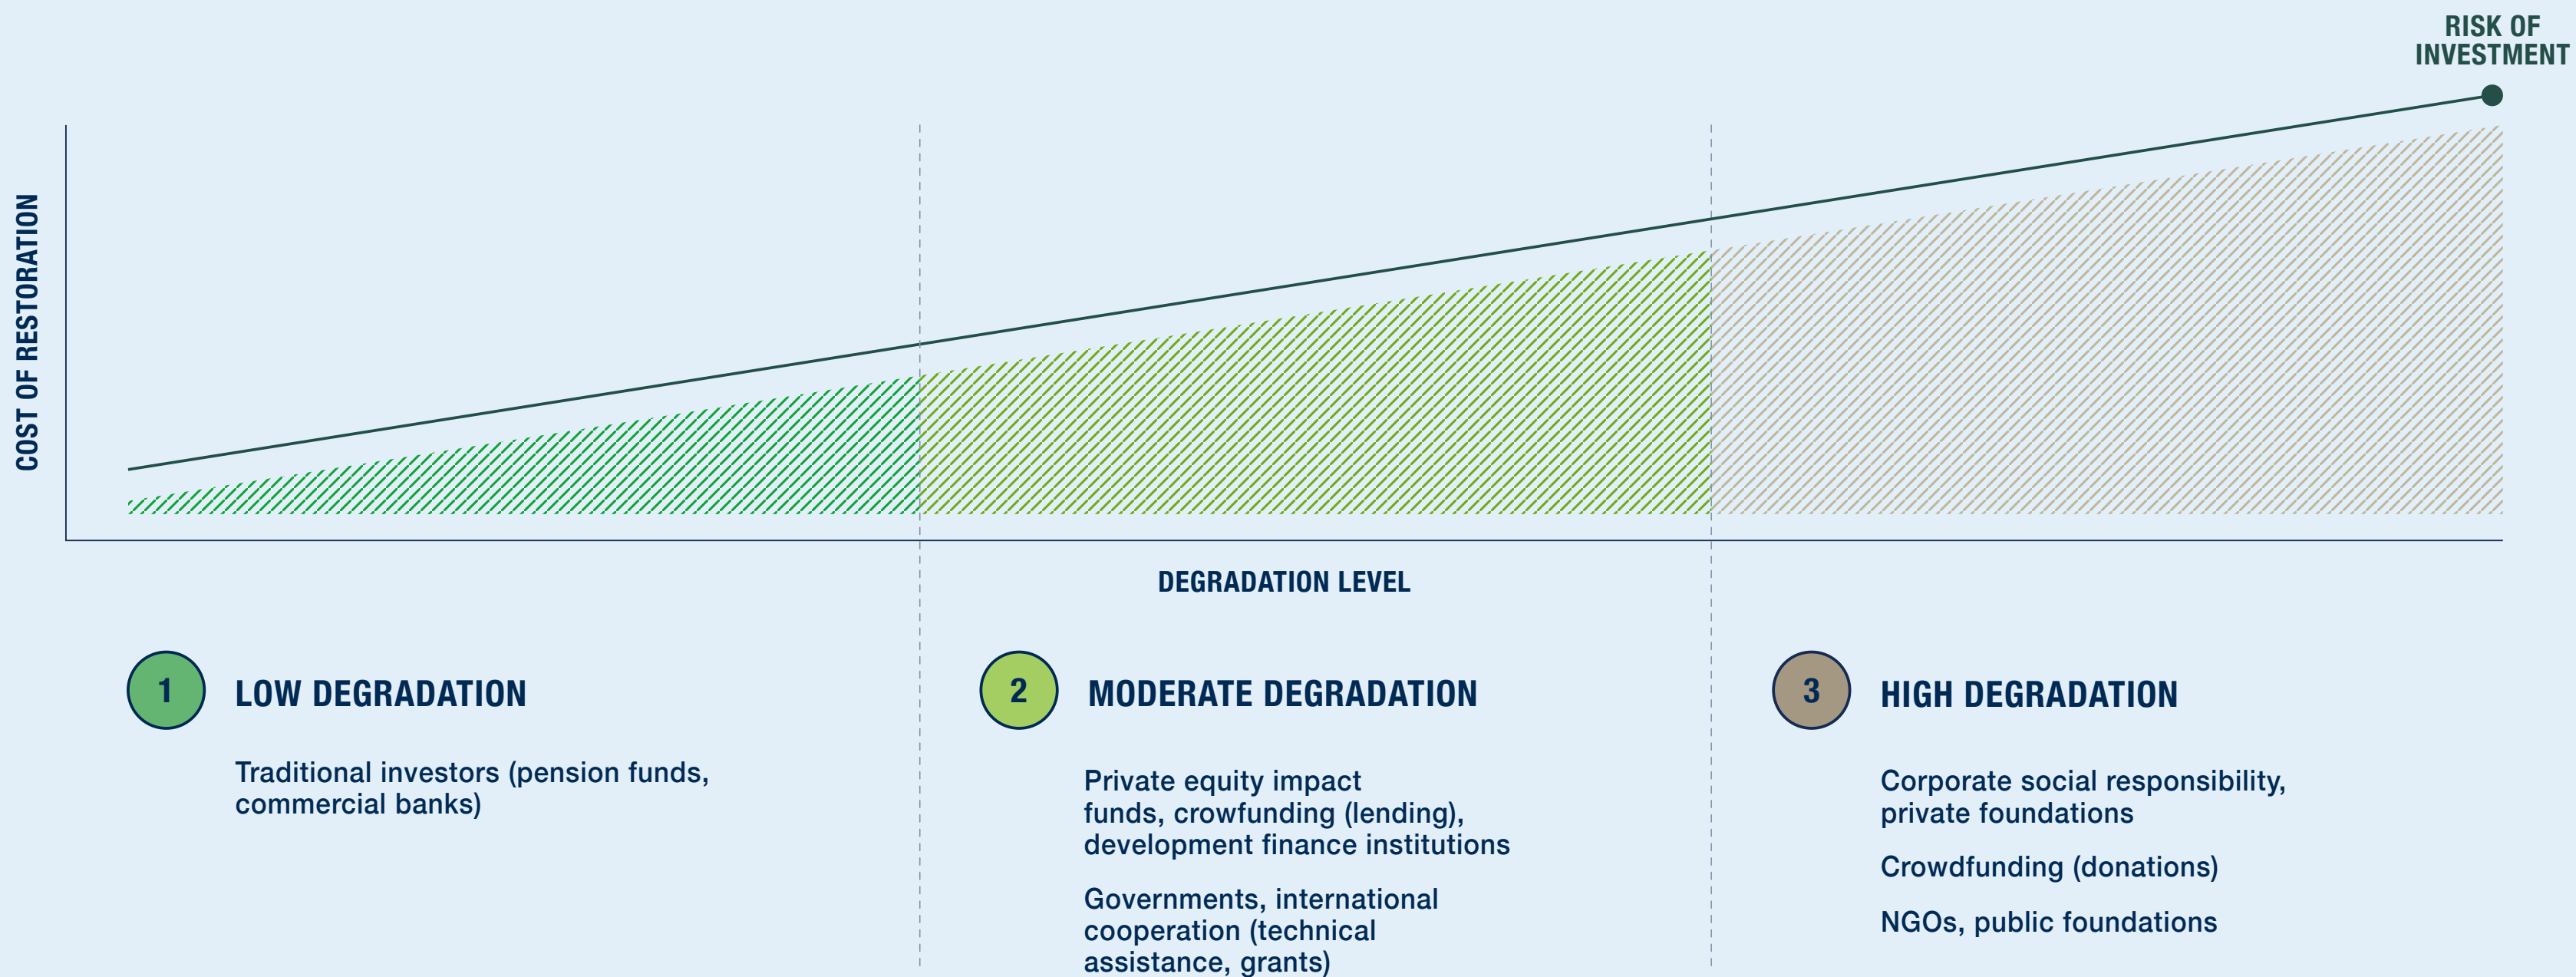 RISK OF
INVESTMENT
COST OF RESTORATION
DEGRADATION LEVEL
1
LOW DEGRADATION
Traditional investors (pension funds,
commercial banks)
2
MODERATE DEGRADATION
Private equity impact
funds, crowfunding (lending),
development finance institutions
Governments, international
cooperation (technical
assistance, grants)
3
HIGH DEGRADATION
Corporate social responsibility,
private foundations
Crowdfunding (donations)
NGOs, public foundations